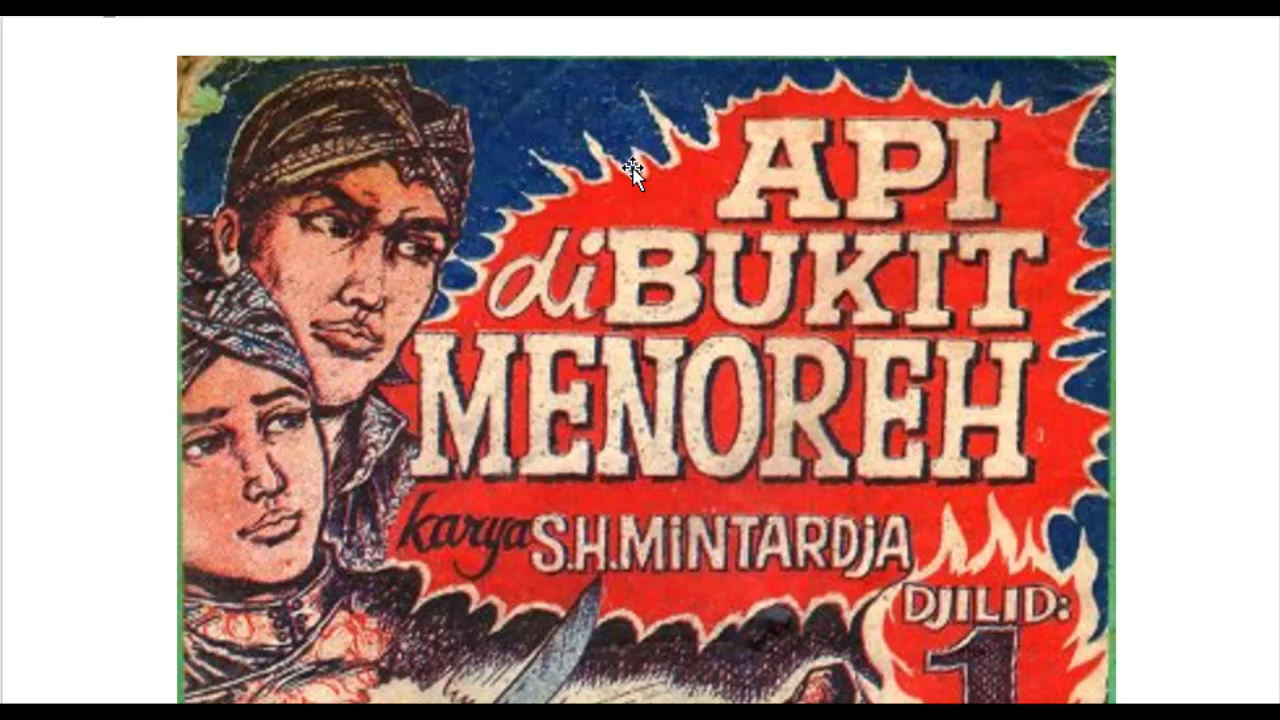 API
di BUKIT
MENOREH
karya S.H. MINTARDJA
DJILID:
1